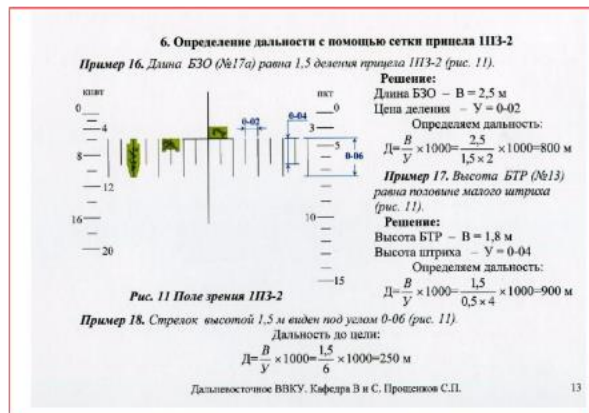 6. Определение дальности с помощью сетки прицела 1ПЗ-2
Пример 16. Длина БЗО (№17а) равна 1,5 деления прицела 1ПЗ-2 (рис. 11).
Решение:
Длина БЗО – В = 2,5 м
Цена деления – У = 0-02
Определяем дальность:
Д=В/У×1000=2,5/1,5×2×1000=800 м
Пример 17. Высота БТР (№13)
равна половине малого штриха
(рис. 11).
Решение:
Высота БТР – В = 1,8 м
Высота штриха – У = 0-04
Определяем дальность:
Д=В/У×1000=1,5/0,5×4×1000=900 м
КПВТ
0
4
8
12
16
20
ПКТ
0
3
5
10
15
0-02
0-04
0-06
Рис. 11 Поле зрения 1ПЗ-2
Пример 18. Стрелок высотой 1,5 м виден под углом 0-06 (рис. 11).
Дальность до цели:
Д=В/У×1000=1,5/6×1000=250 м
Дальневосточное ВВКУ. Кафедра В и С. Прощенков С.П.
13